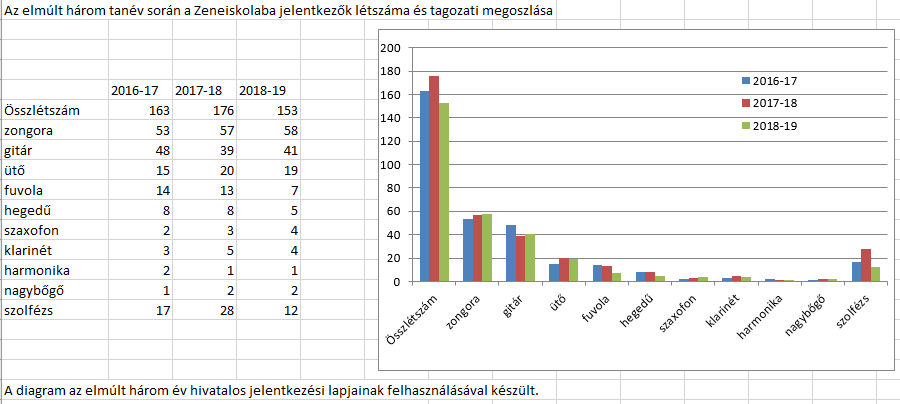 Az elmúlt három tanév során a Zeneiskolaba jelentkezők létszáma és tagozati megoszlása
2016-17 2017-18 2018-19
Összlétszám 163 176 153
zongora 53 57 58
gitár 48 39 41
ütő 15 20 19
fuvola 14 13 7
hegedű 8 8 5
szaxofon 2 3 4
klarinét 3 5 4
harmonika 2 1 1
nagybőgő 1 2 2
szolfézs 17 28 12
200
180
160
140
120
100
80
60
40
20
0
2016-17
2017-18
2018-19
Összlétszám zongora gitár ütő fuvola hegedű szaxofon klarinét harmonika nagybőgő szolfézs
A diagram az elmúlt három év hivatalos jelentkezési lapjainak felhasználásával készült.